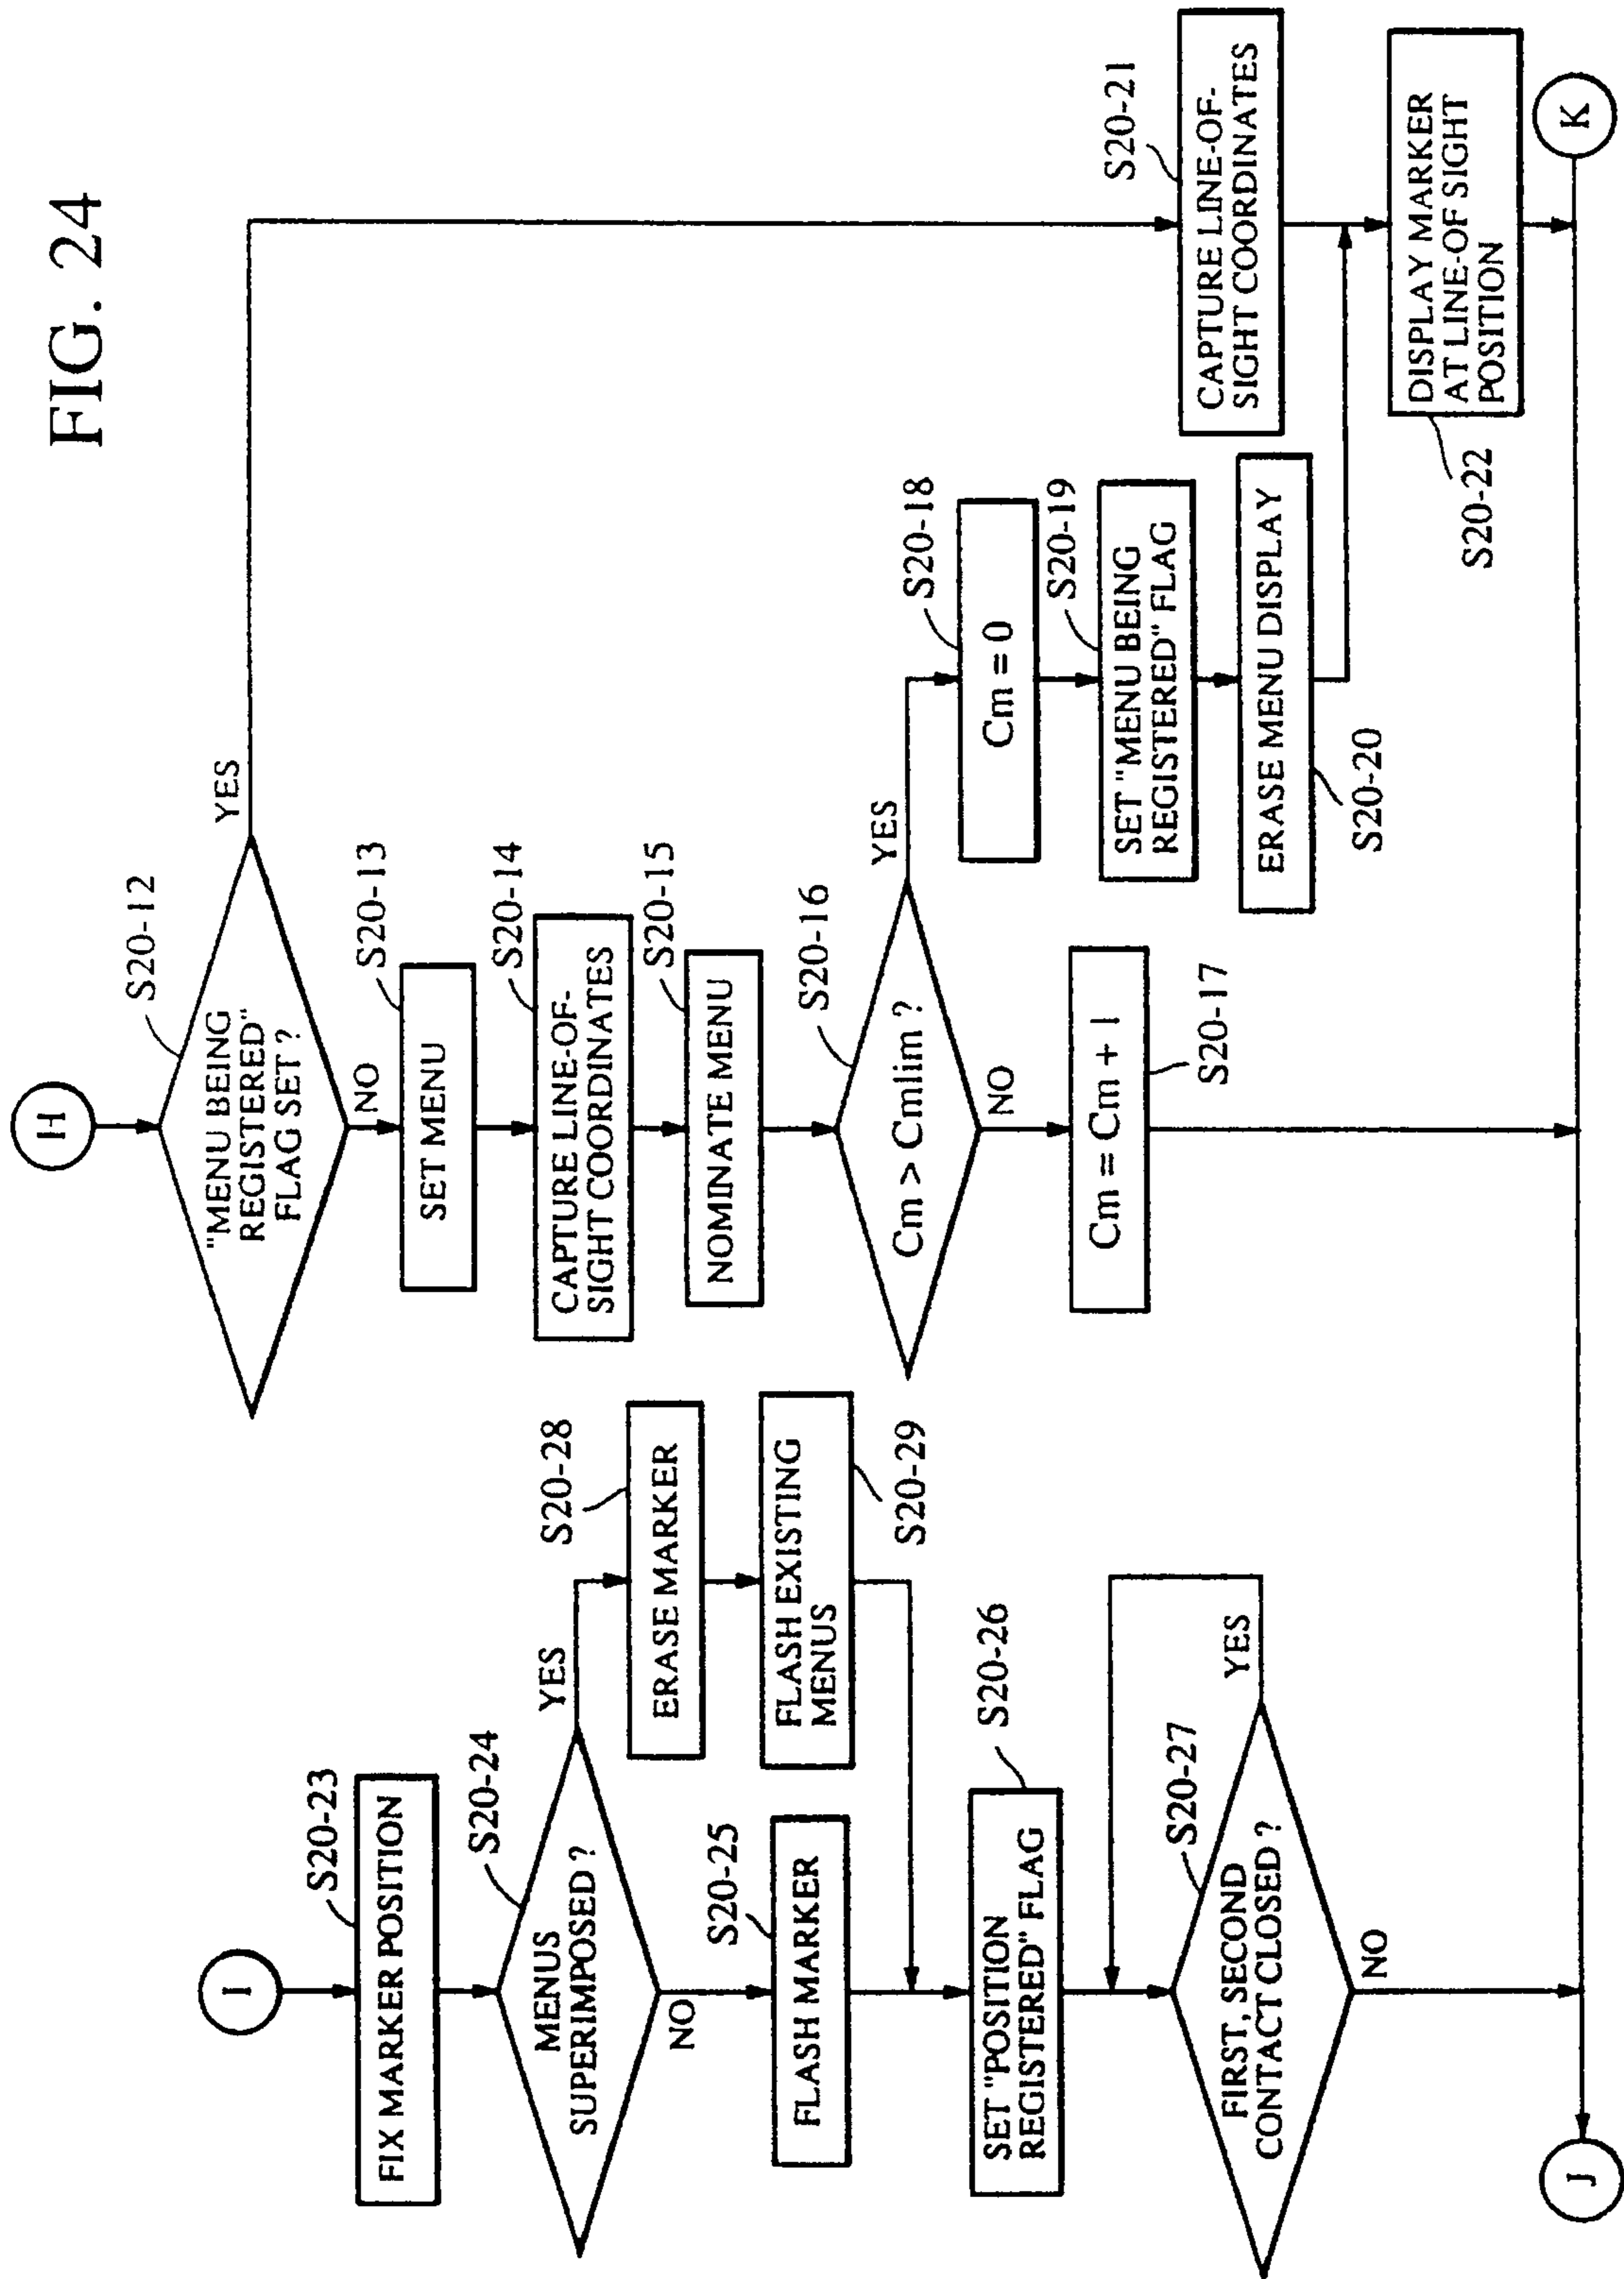 FIG. 24
H
S20-12
"MENU BEING
REGISTERED"
FLAG SET ?
YES
NO
S20-13
SET MENU
S20-14
CAPTURE LINE-OF-
SIGHT COORDINATES
S20-15
NOMINATE MENU
S20-16
Cm > Cmlim ?
YES
NO
Cm = Cm + 1
S20-17
S20-18
Cm = 0
S20-19
SET "MENU BEING
REGISTERED" FLAG
ERASE MENU DISPLAY
S20-20
S20-21
CAPTURE LINE-OF-
SIGHT COORDINATES
DISPLAY MARKER
AT LINE-OF SIGHT
POSITION
S20-22
K
I
S20-23
FIX MARKER POSITION
S20-24
MENUS
SUPERIMPOSED ?
YES
NO
S20-28
ERASE MARKER
FLASH EXISTING
MENUS
S20-29
S20-25
FLASH MARKER
S20-26
SET "POSITION
REGISTERED" FLAG
S20-27
FIRST, SECOND
CONTACT CLOSED ?
YES
NO
J